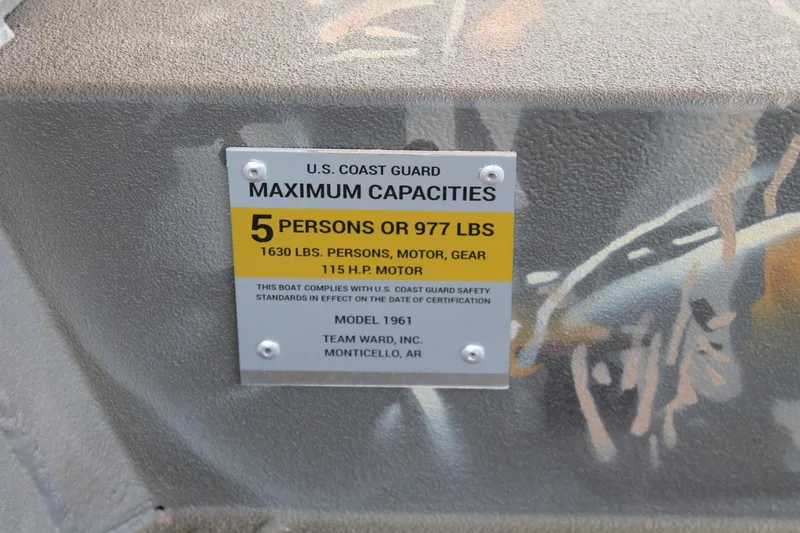 U.S. COAST GUARD
MAXIMUM CAPACITIES
5 PERSONS OR 977 LBS
1630 LBS. PERSONS, MOTOR, GEAR
115 H.P. MOTOR
THIS BOAT COMPLIES WITH U.S. COAST GUARD SAFETY
STANDARDS IN EFFECT ON THE DATE OF CERTIFICATION
MODEL 1961
TEAM WARD, INC.
MONTICELLO, AR